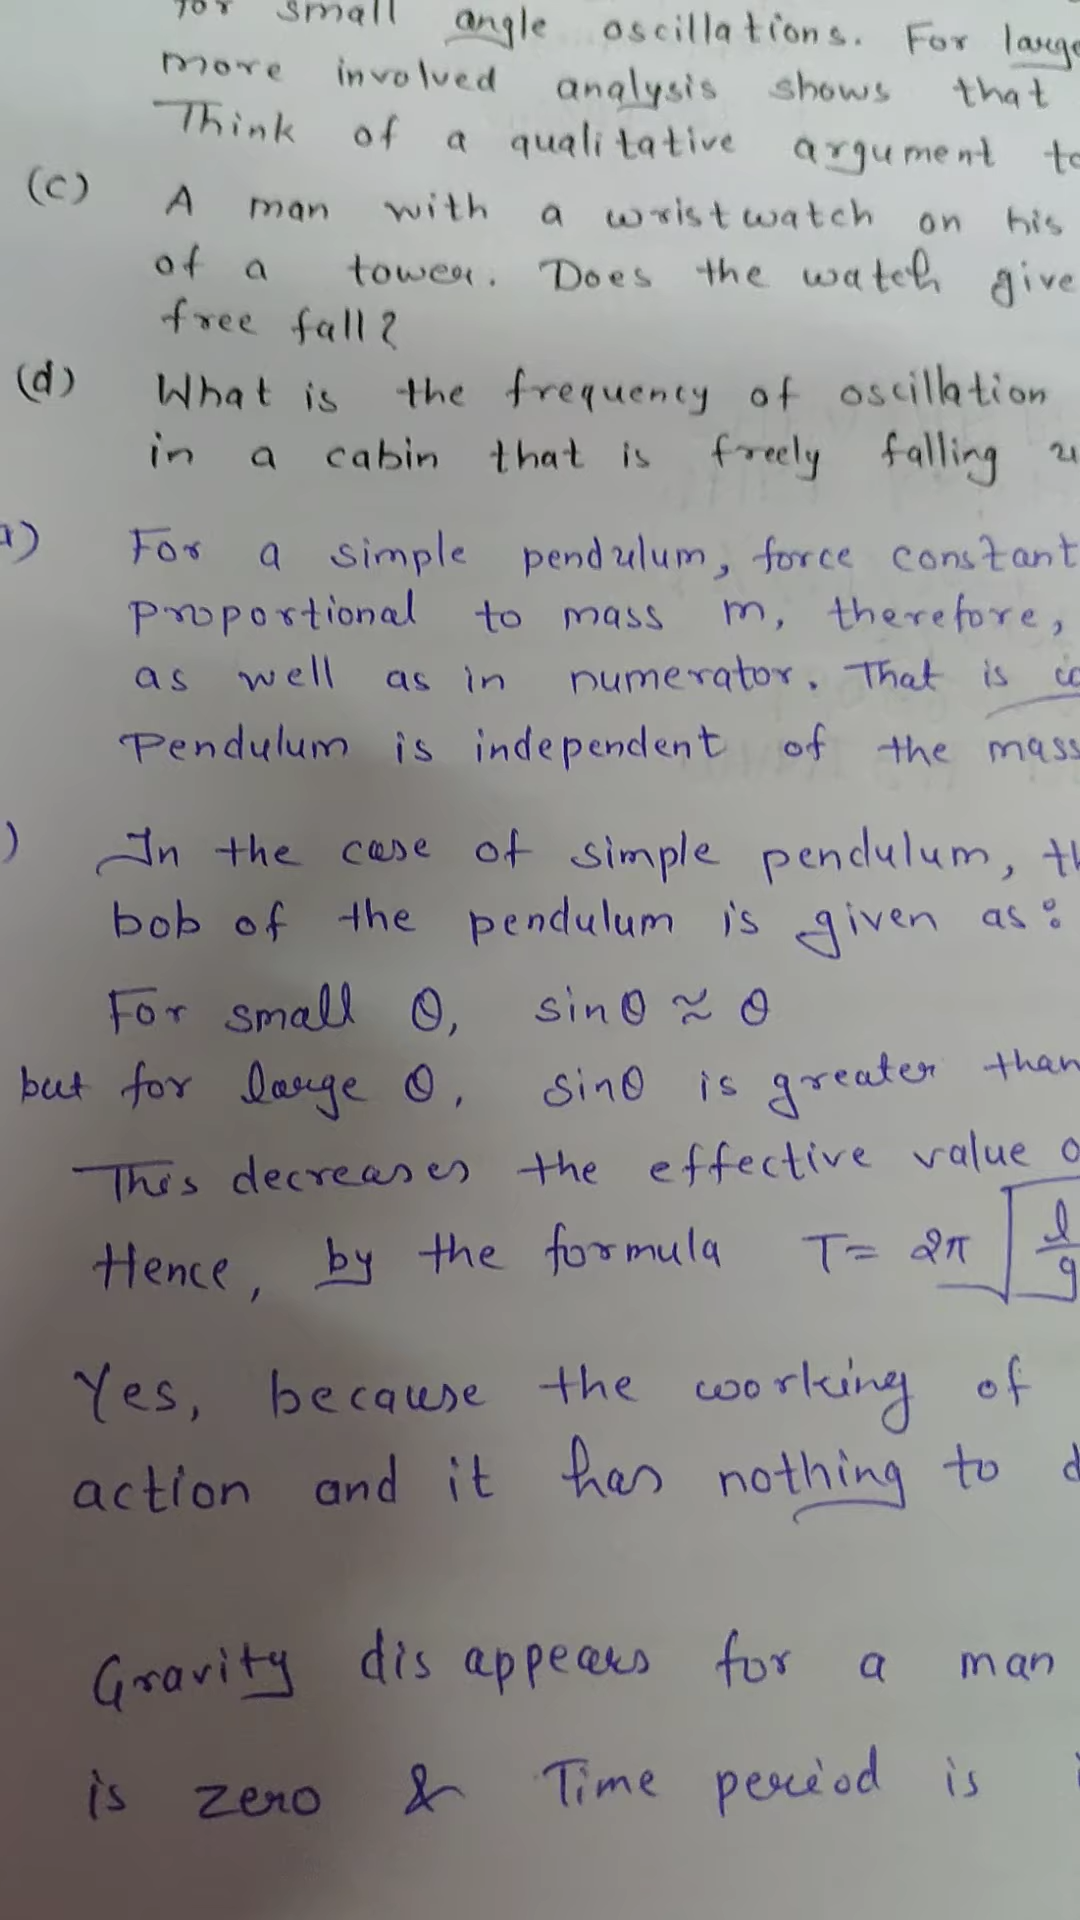 for small angle oscillations. For large
more involved analysis shows that
Think of a qualitative argument to
(c) A man with a wristwatch on his
of a tower. Does the watch give
free fall?
(d) What is the frequency of oscillation
in a cabin that is freely falling
For a simple pendulum, force constant
proportional to mass m, therefore,
as well as in numerator. That is
Pendulum is independent of the mass
) In the case of simple pendulum,
bob of the pendulum is given as:
For small θ, sinθ ≈ θ
but for large θ, sinθ is greater than
This decreases the effective value
Hence, by the formula T = 2π √l/g
Yes, because the working of
action and it has nothing to
Gravity disappears for a man
is zero & Time period is